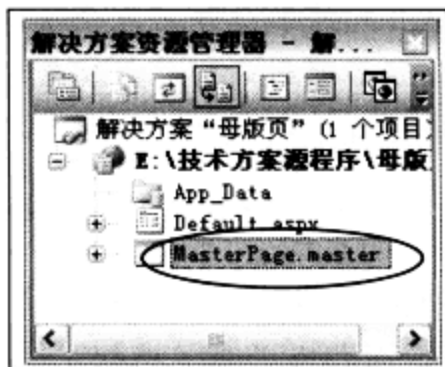 解决方案资源管理器 - 解...
解决方案“母版页” (1 个项目)
E:\技术方案源程序\母版
App_Data
Default.aspx
MasterPage.master